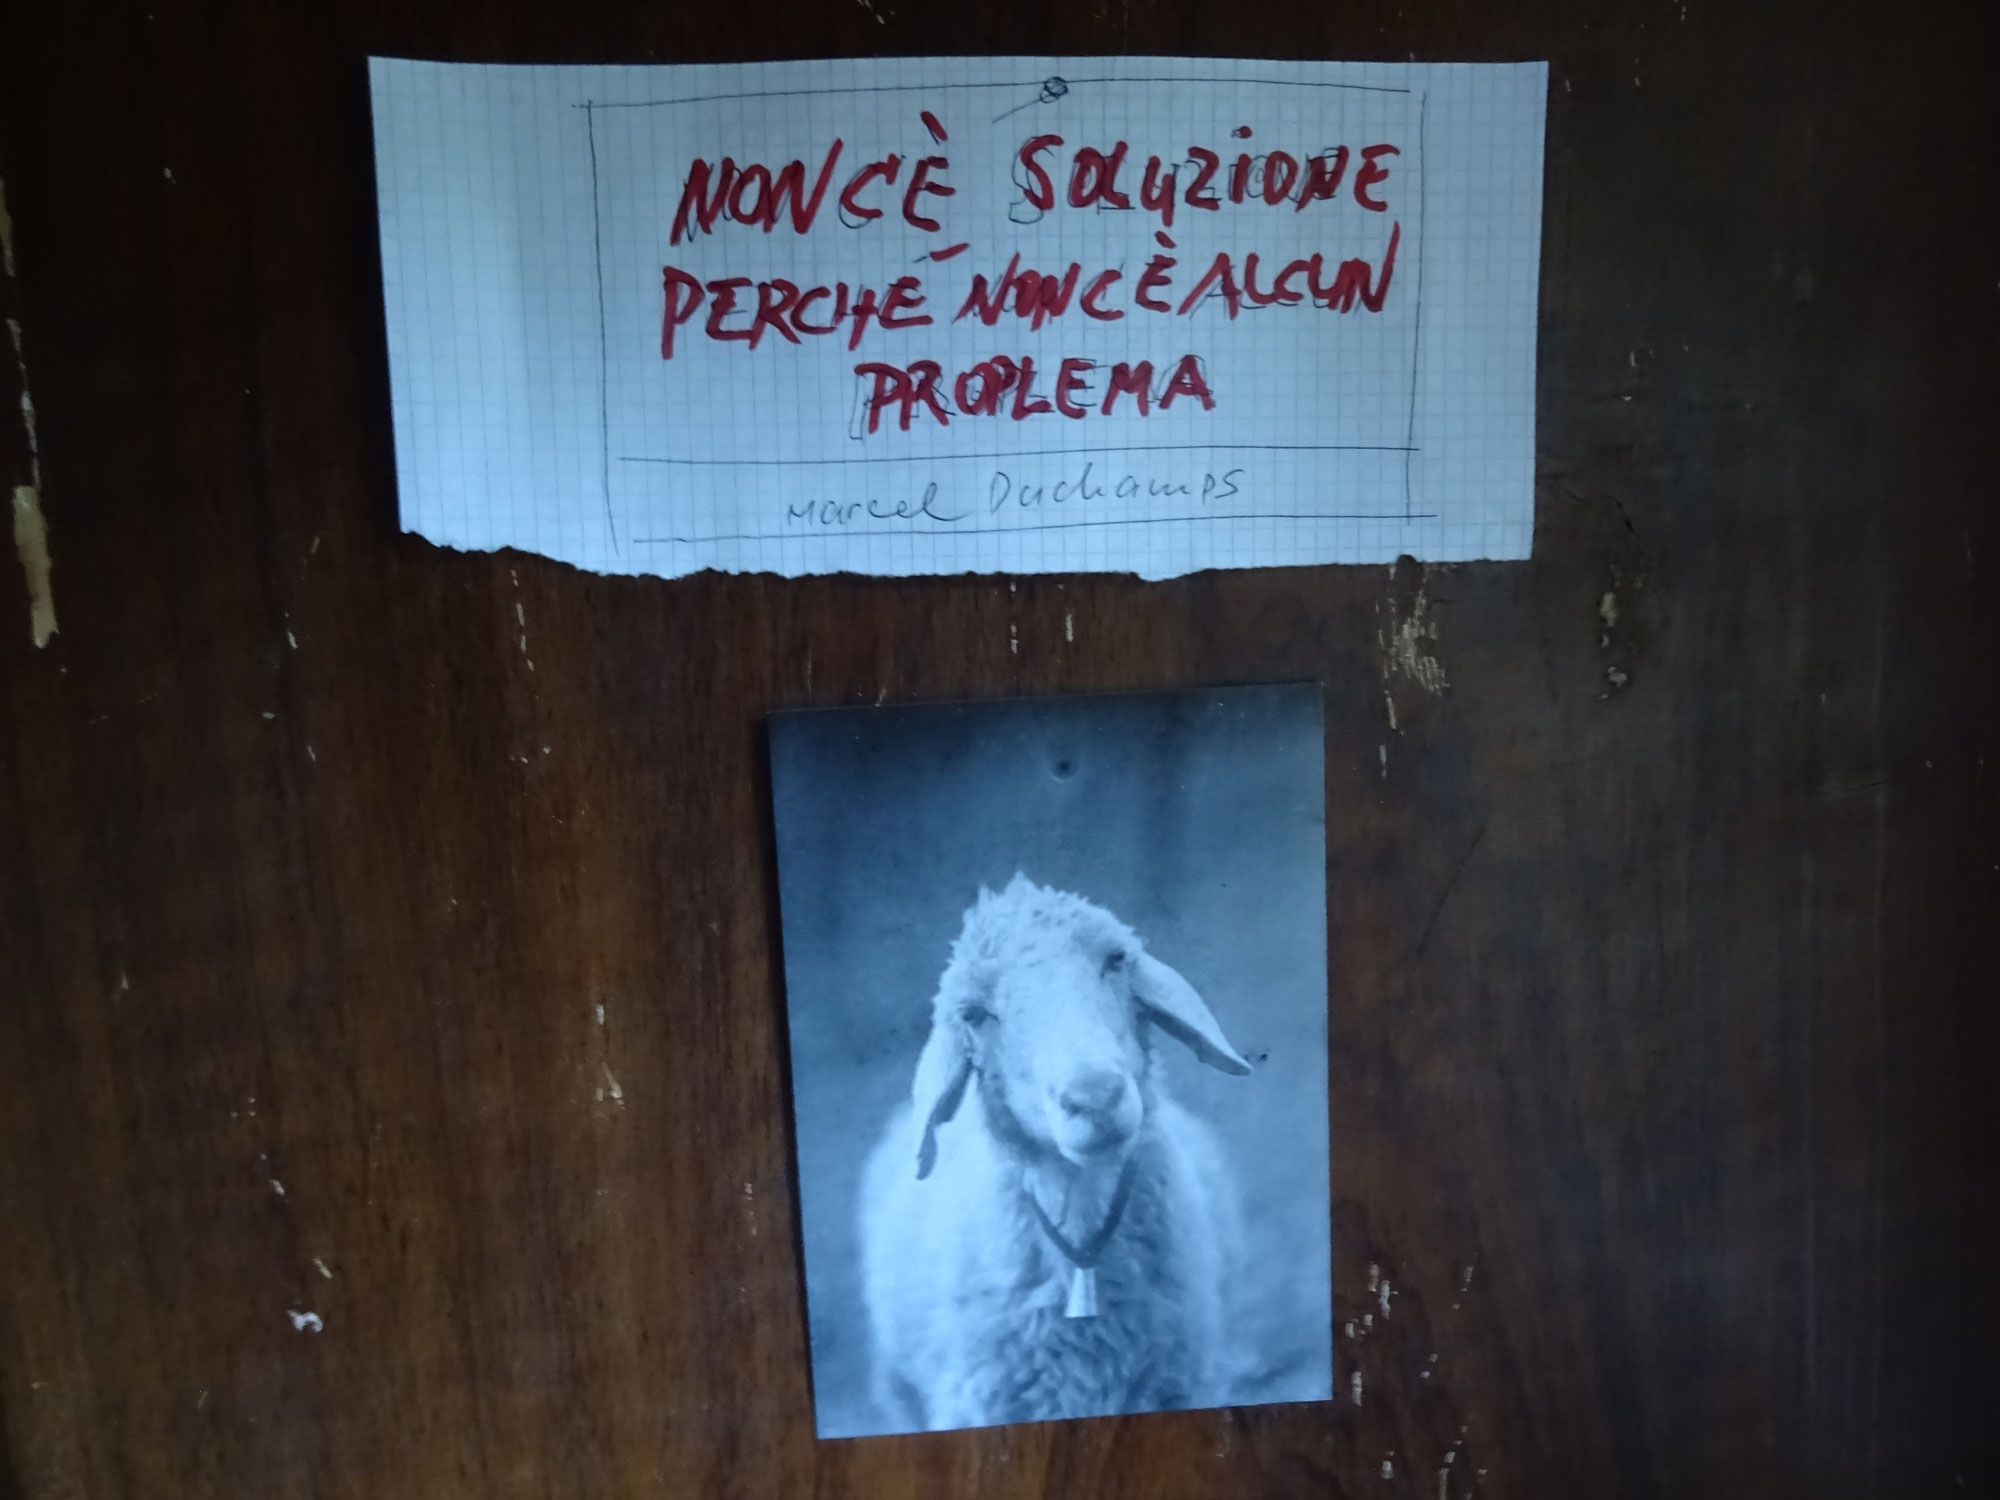 NON C'È SOLUZIONE
PERCHÉ NON C'È ALCUN
PROPLEMA
Marcel Duchamps